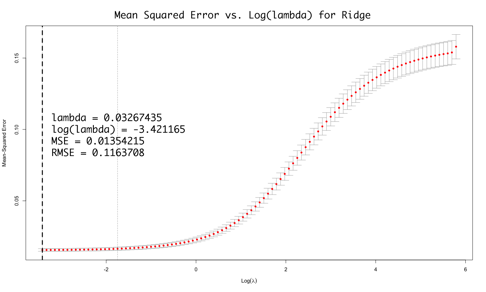 Mean Squared Error vs. Log(lambda) for Ridge
0.15
0.10
0.05
Mean-Squared Error
lambda = 0.03267435
log(lambda) = -3.421165
MSE = 0.01354215
RMSE = 0.1163708
-2
0
2
4
6
Log(λ)